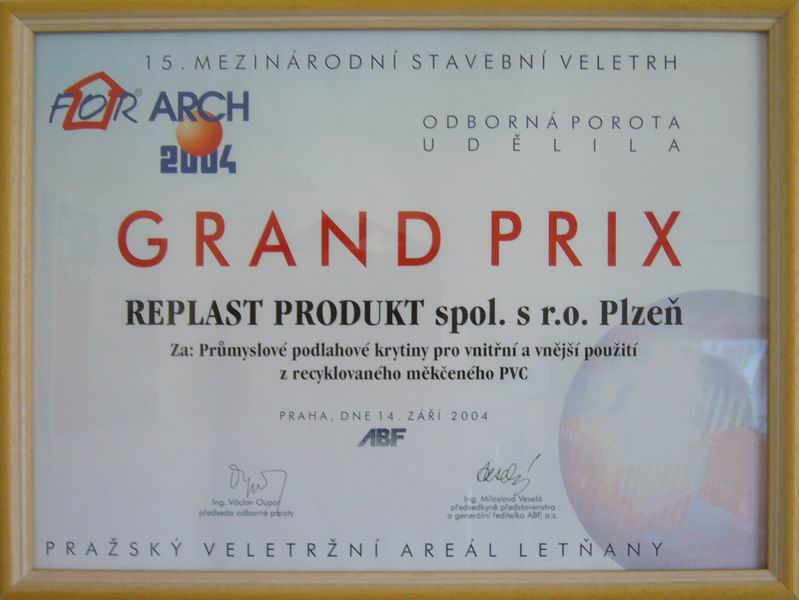 15. MEZINÁRODNÍ STAVEBNÍ VELETRH
FOR® ARCH
2004
ODBORNÁ POROTA
UDĚLILA
GRAND PRIX
REPLAST PRODUKT spol. s r.o. Plzeň
Za: Průmyslové podlahové krytiny pro vnitřní a vnější použití
z recyklovaného měkčeného PVC
PRAHA, DNE 14. ZÁŘÍ 2004
ABF
Ing. Václav
předseda odborné poroty
Ing. Miloslava Veselá
předsedkyně představenstva
a generální ředitelka ABF, a.s.
PRAŽSKÝ VELETRŽNÍ AREÁL LETŇANY